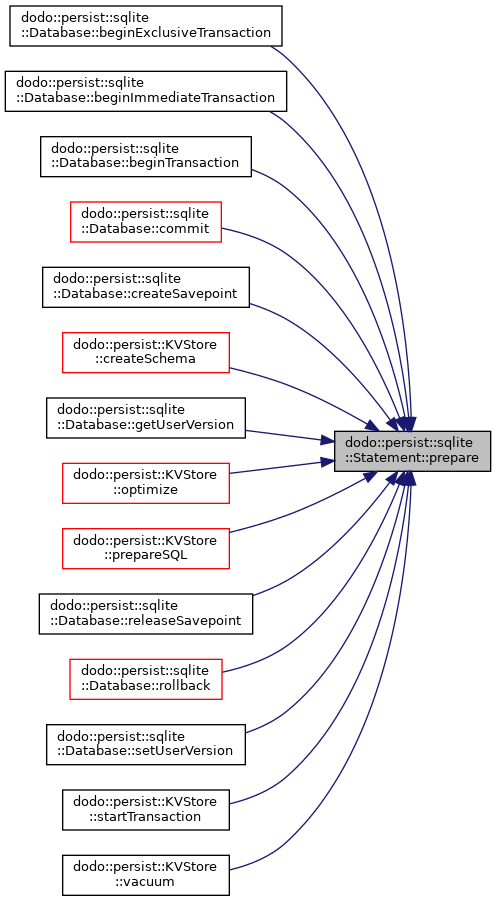 dodo::persist::sqlite
::Database::beginExclusiveTransaction
dodo::persist::sqlite
::Database::beginImmediateTransaction
dodo::persist::sqlite
::Database::beginTransaction
dodo::persist::sqlite
::Database::commit
dodo::persist::sqlite
::Database::createSavepoint
dodo::persist::KVStore
::createSchema
dodo::persist::sqlite
::Database::getUserVersion
dodo::persist::sqlite
::Statement::prepare
dodo::persist::KVStore
::optimize
dodo::persist::KVStore
::prepareSQL
dodo::persist::sqlite
::Database::releaseSavepoint
dodo::persist::sqlite
::Database::rollback
dodo::persist::sqlite
::Database::setUserVersion
dodo::persist::KVStore
::startTransaction
dodo::persist::KVStore
::vacuum